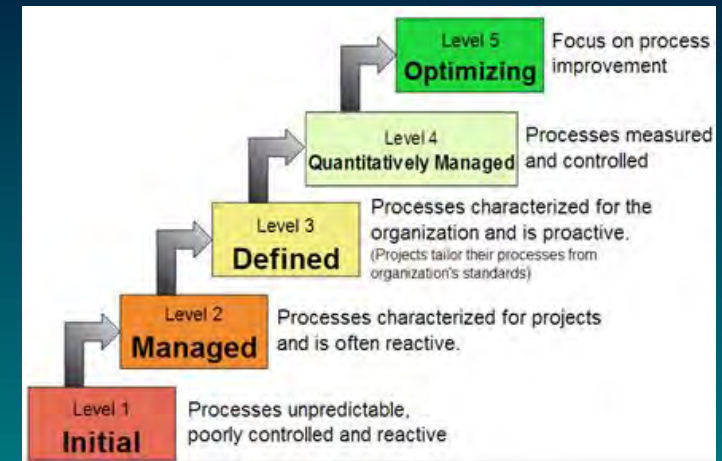 Level 5
Optimizing
Focus on process
improvement
Level 4
Quantitatively Managed
Processes measured
and controlled
Level 3
Defined
Processes characterized for the
organization and is proactive.
(Projects tailor their processes from
organization's standards)
Level 2
Managed
Processes characterized for projects
and is often reactive.
Level 1
Initial
Processes unpredictable,
poorly controlled and reactive